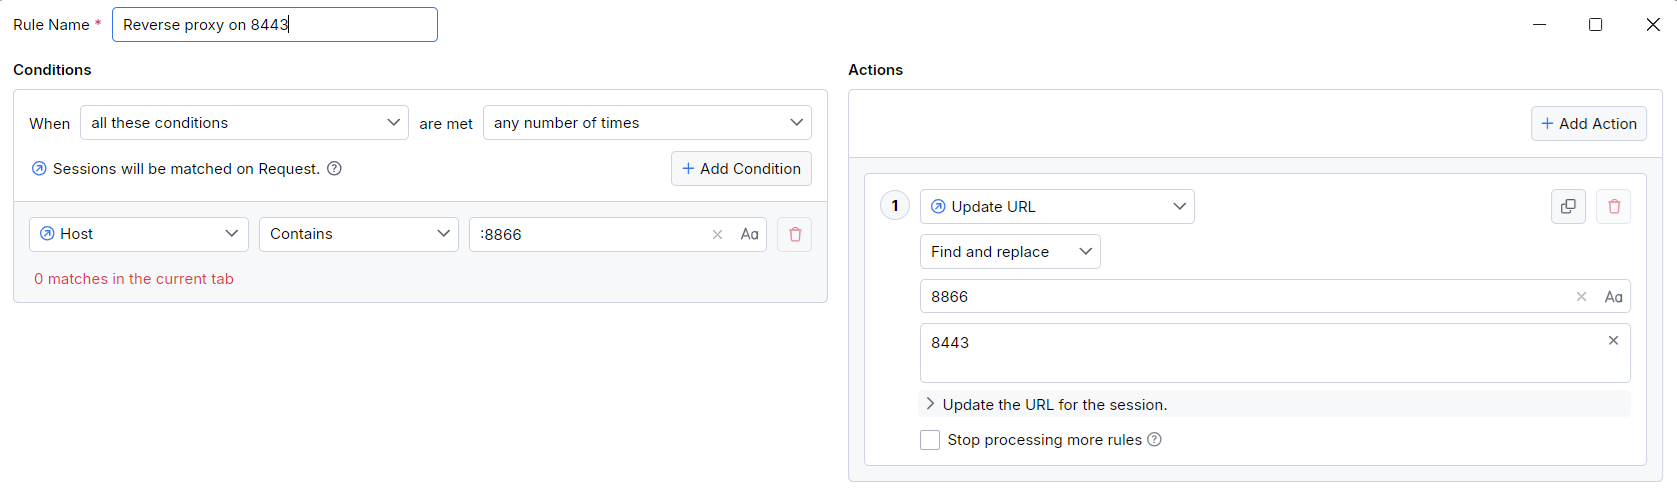 Rule Name * Reverse proxy on 8443
Conditions
When all these conditions are met any number of times
Sessions will be matched on Request. ?
+ Add Condition
Host Contains :8866 × Aa
0 matches in the current tab
Actions
+ Add Action
1 Update URL
Find and replace
8866 × Aa
8443 ×
> Update the URL for the session.
Stop processing more rules ?